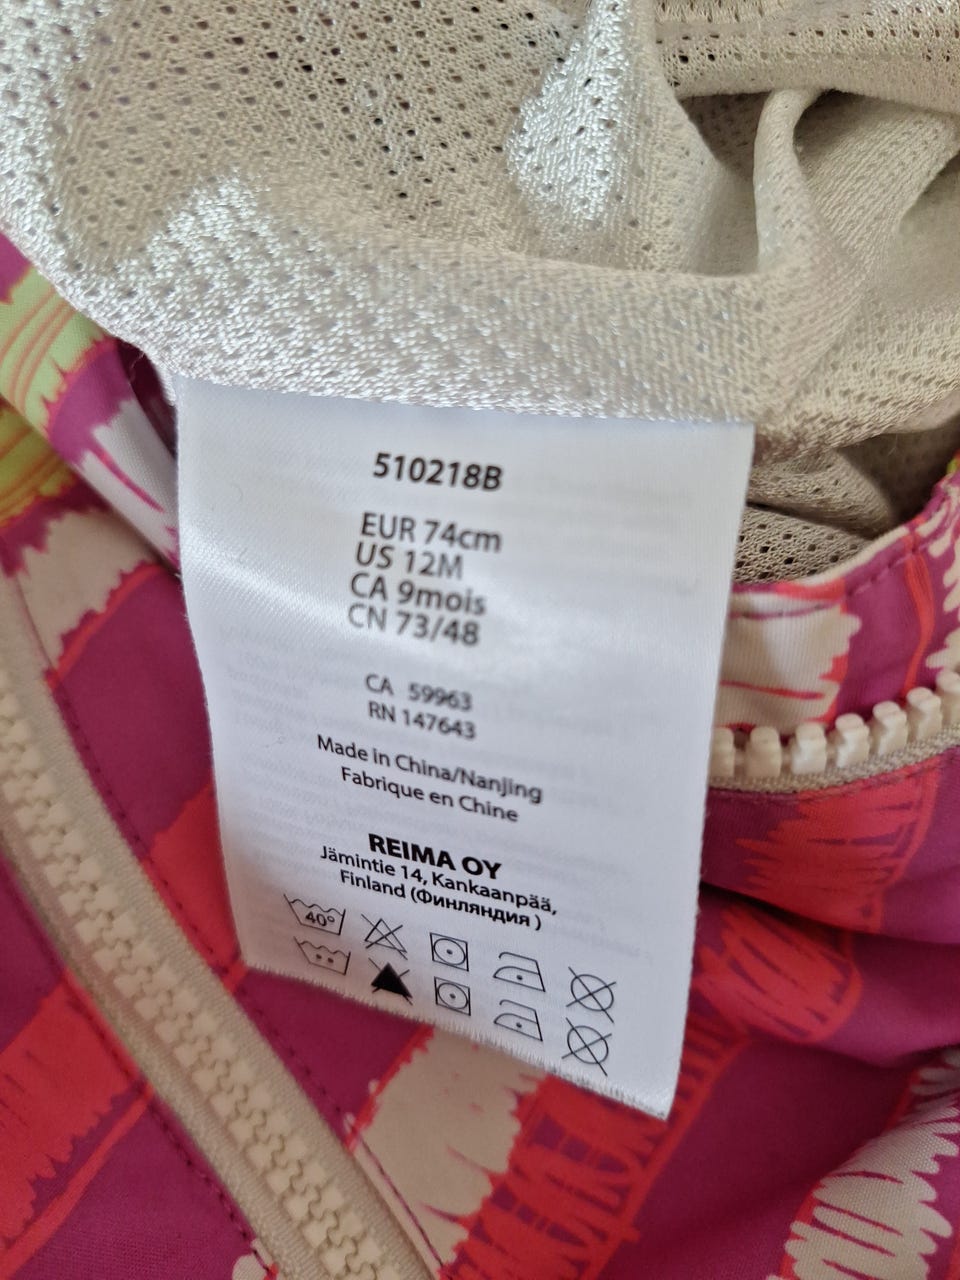 510218B
EUR 74cm
US 12M
CA 9mois
CN 73/48
CA 59963
RN 147643
Made in China/Nanjing
Fabrique en Chine
REIMA OY
Jämintie 14, Kankaanpää,
Finland (Финляндия )
40°